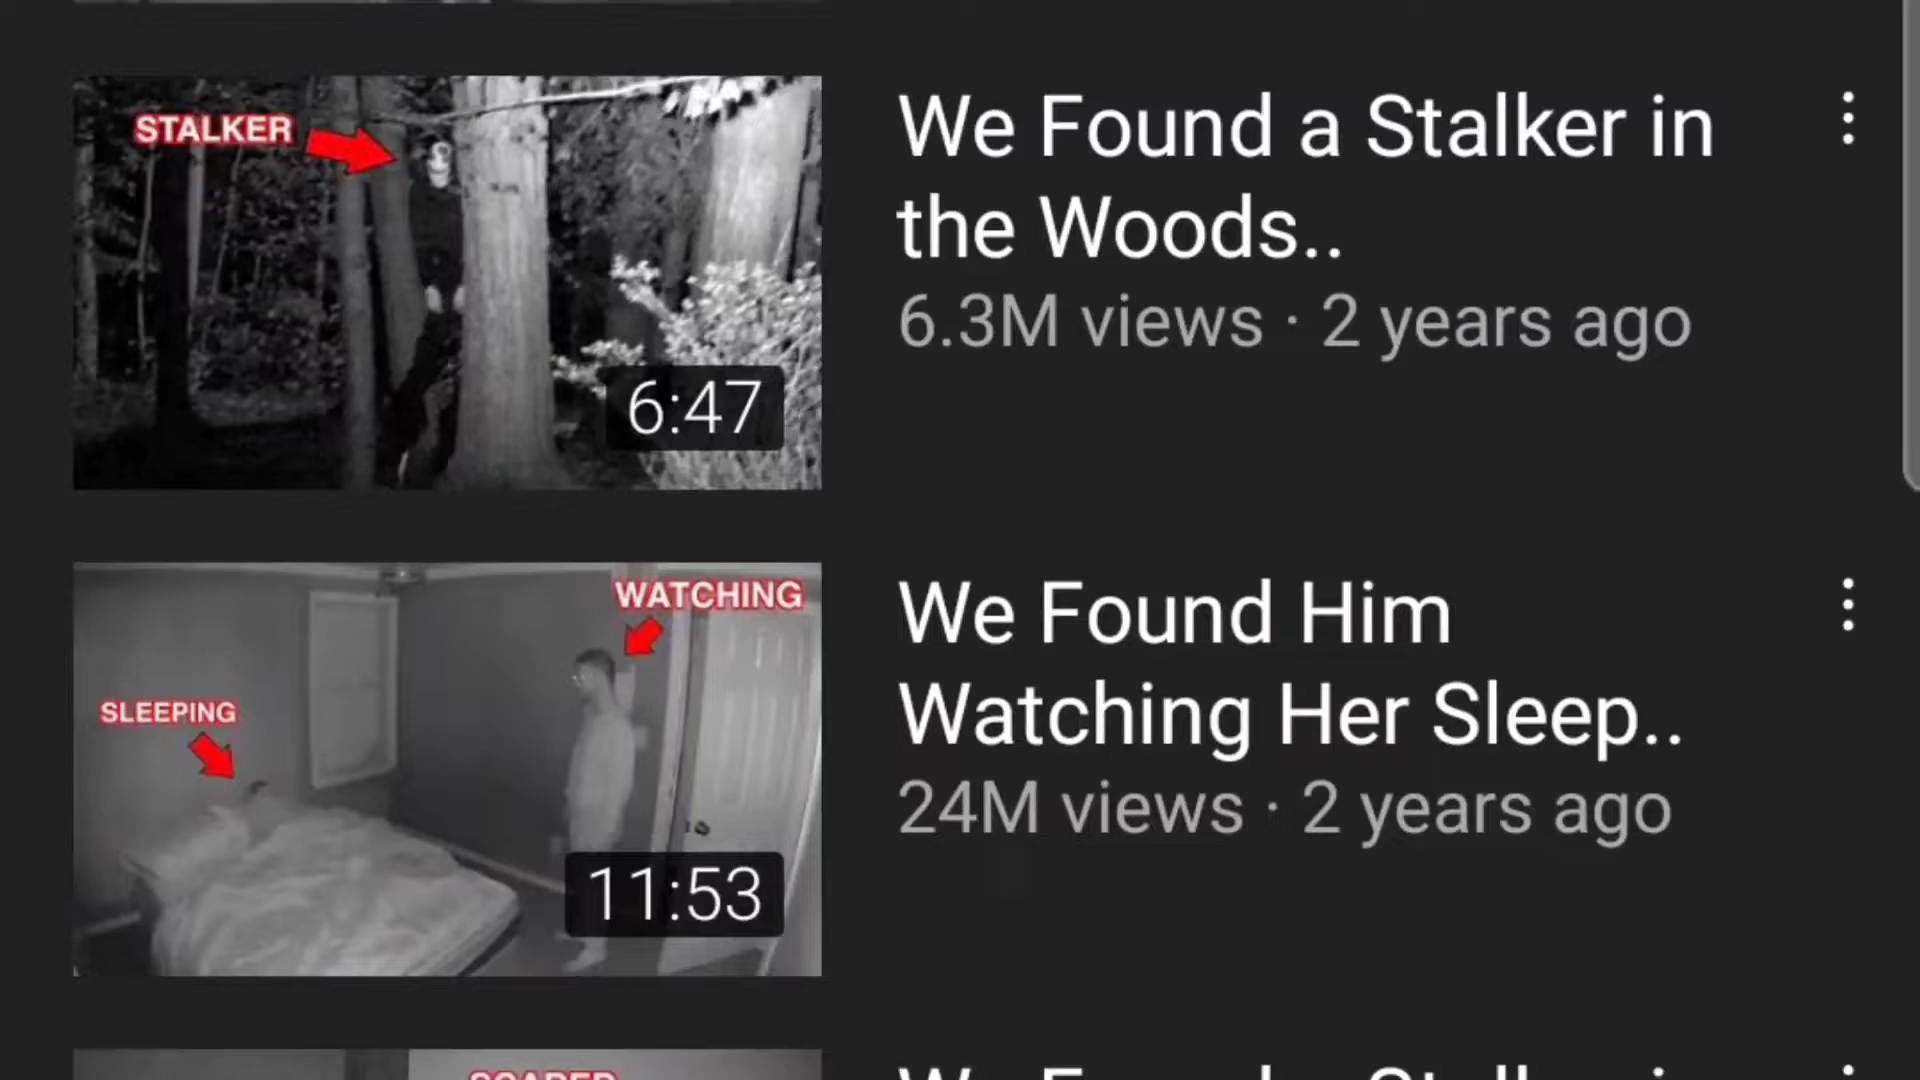 STALKER
6:47
We Found a Stalker in
the Woods..
6.3M views · 2 years ago
WATCHING
SLEEPING
11:53
We Found Him
Watching Her Sleep..
24M views · 2 years ago